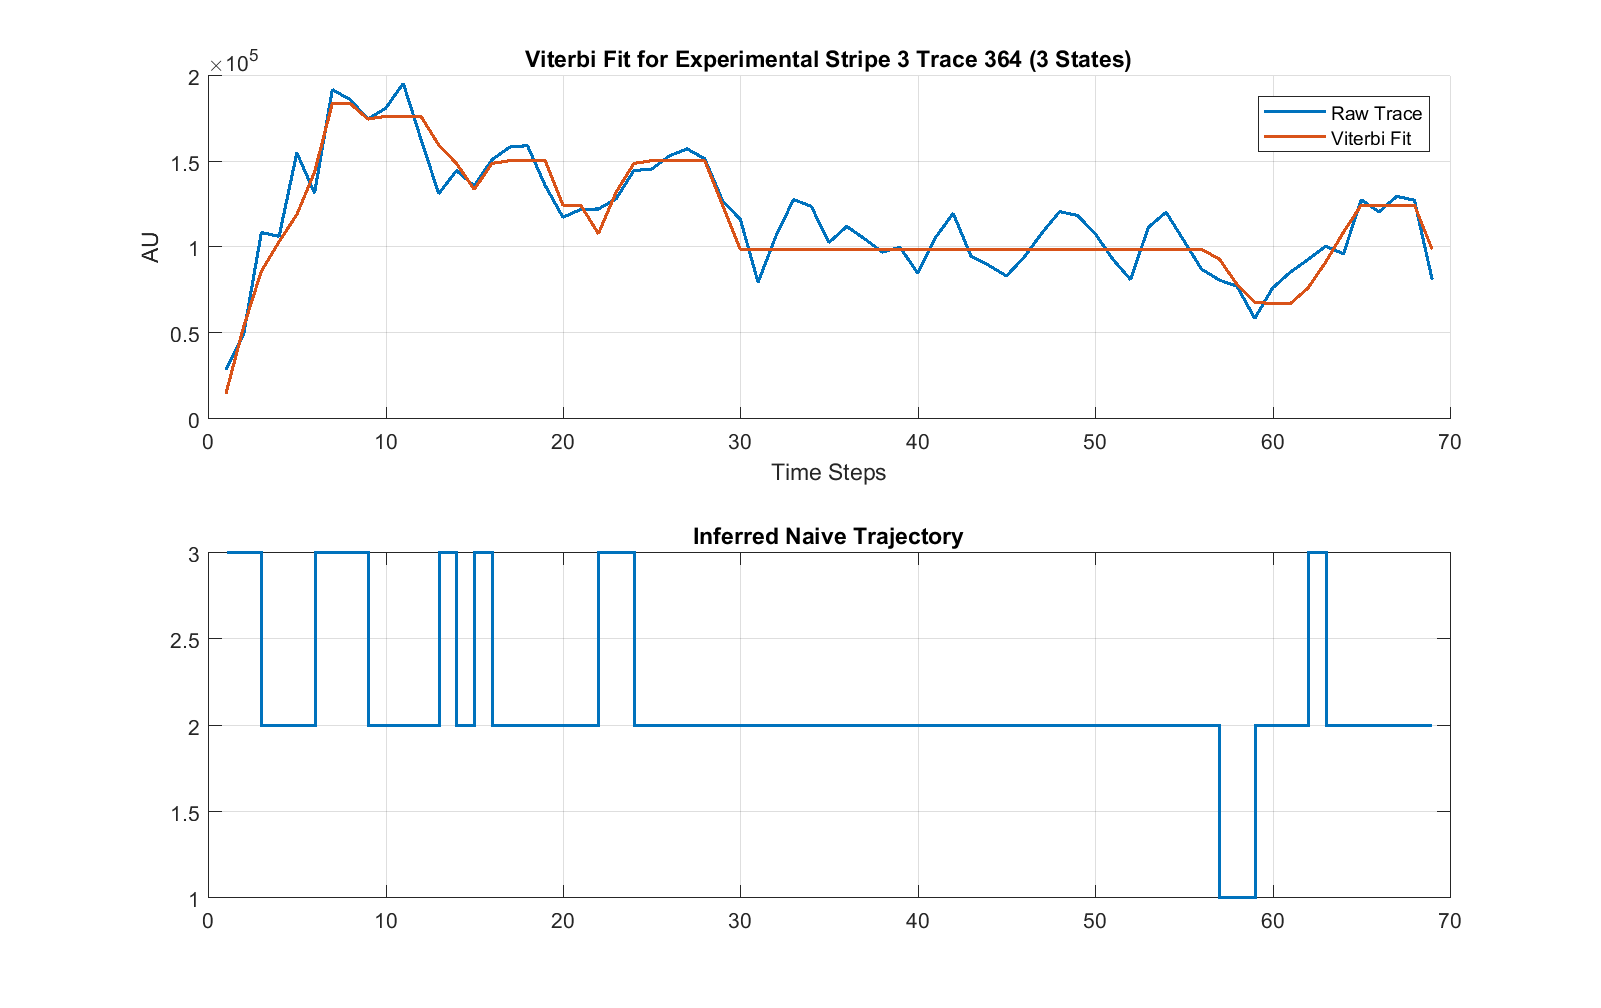 Viterbi Fit for Experimental Stripe 3 Trace 364 (3 States)
×10^5
2
1.5
1
0.5
0
AU
Raw Trace
Viterbi Fit
0 10 20 30 40 50 60 70
Time Steps
Inferred Naive Trajectory
3
2.5
2
1.5
1
0 10 20 30 40 50 60 70